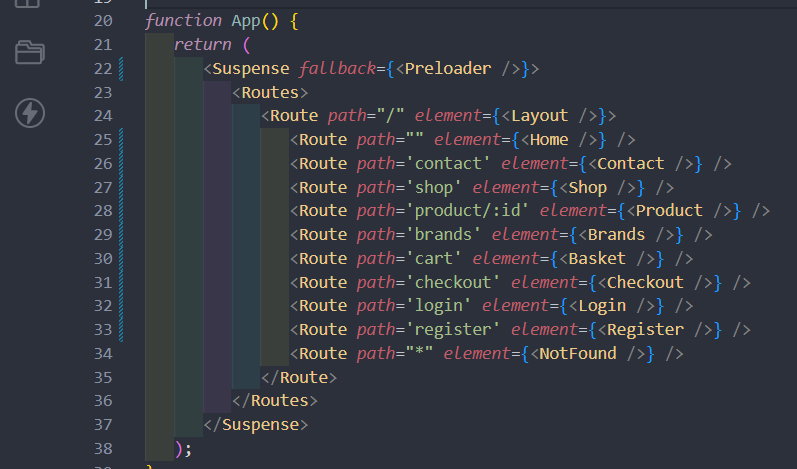 20 function App() {
21 return (
22 <Suspense fallback={<Preloader />}>
23 <Routes>
24 <Route path="/" element={<Layout />}>
25 <Route path="" element={<Home />} />
26 <Route path='contact' element={<Contact />} />
27 <Route path='shop' element={<Shop />} />
28 <Route path='product/:id' element={<Product />} />
29 <Route path='brands' element={<Brands />} />
30 <Route path='cart' element={<Basket />} />
31 <Route path='checkout' element={<Checkout />} />
32 <Route path='login' element={<Login />} />
33 <Route path='register' element={<Register />} />
34 <Route path="*" element={<NotFound />} />
35 </Route>
36 </Routes>
37 </Suspense>
38 );